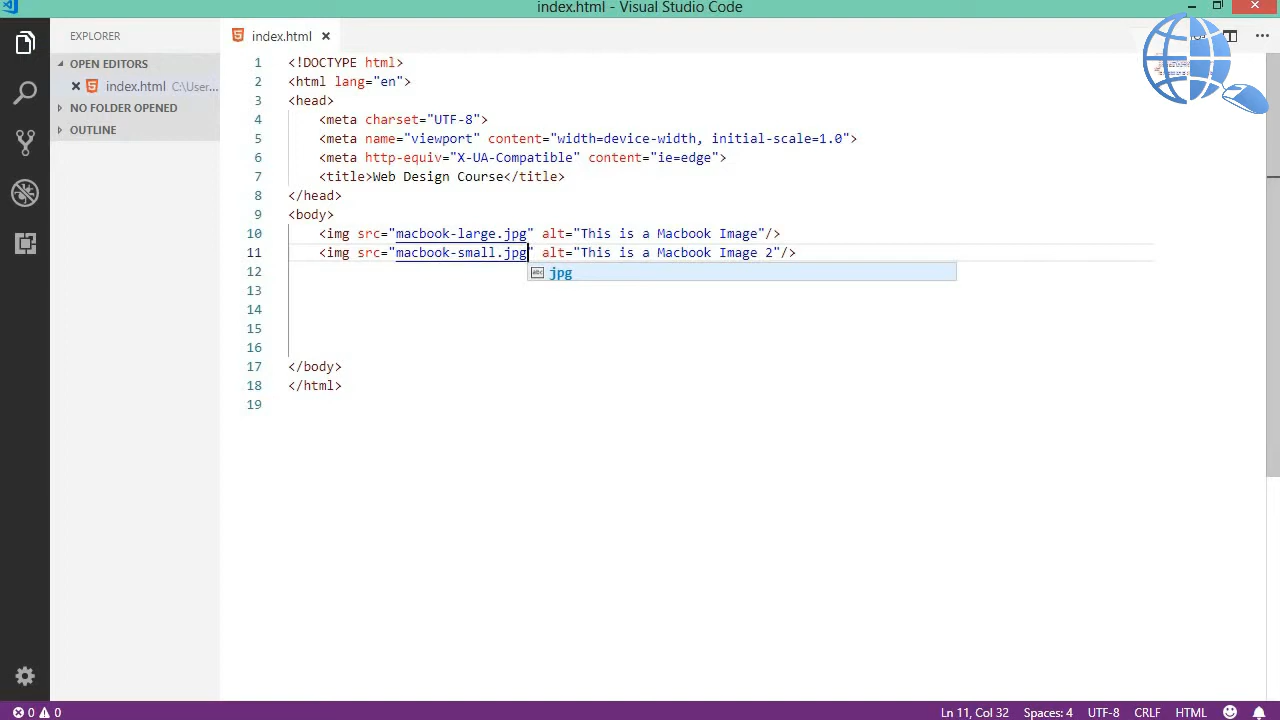 index.html - Visual Studio Code
EXPLORER
OPEN EDITORS
index.html C:\User...
NO FOLDER OPENED
OUTLINE
index.html
1 <!DOCTYPE html>
2 <html lang="en">
3 <head>
4 <meta charset="UTF-8">
5 <meta name="viewport" content="width=device-width, initial-scale=1.0">
6 <meta http-equiv="X-UA-Compatible" content="ie=edge">
7 <title>Web Design Course</title>
8 </head>
9 <body>
10 <img src="macbook-large.jpg" alt="This is a Macbook Image"/>
11 <img src="macbook-small.jpg" alt="This is a Macbook Image 2"/>
12
abc jpg
13
14
15
16
17 </body>
18 </html>
19
0 0 Ln 11, Col 32 Spaces: 4 UTF-8 CRLF HTML